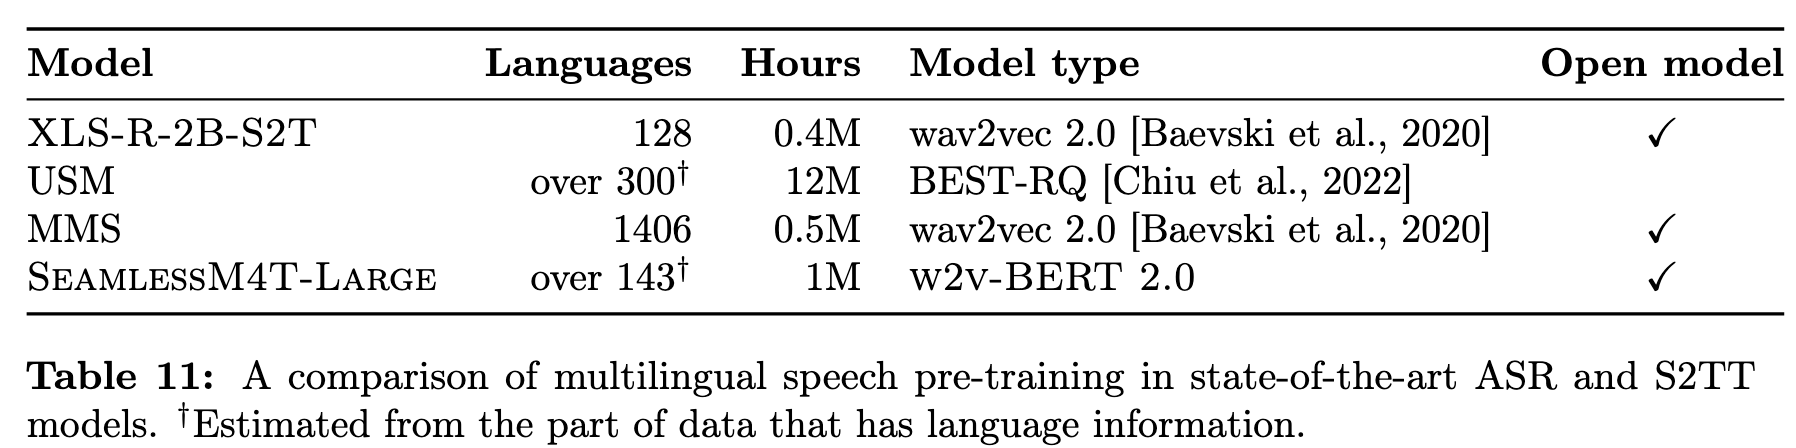 Model Languages Hours Model type Open model
XLS-R-2B-S2T 128 0.4M wav2vec 2.0 [Baevski et al., 2020] ✓
USM over 300† 12M BEST-RQ [Chiu et al., 2022]
MMS 1406 0.5M wav2vec 2.0 [Baevski et al., 2020] ✓
SeamlessM4T-Large over 143† 1M w2v-BERT 2.0 ✓
Table 11: A comparison of multilingual speech pre-training in state-of-the-art ASR and S2TT
models. †Estimated from the part of data that has language information.